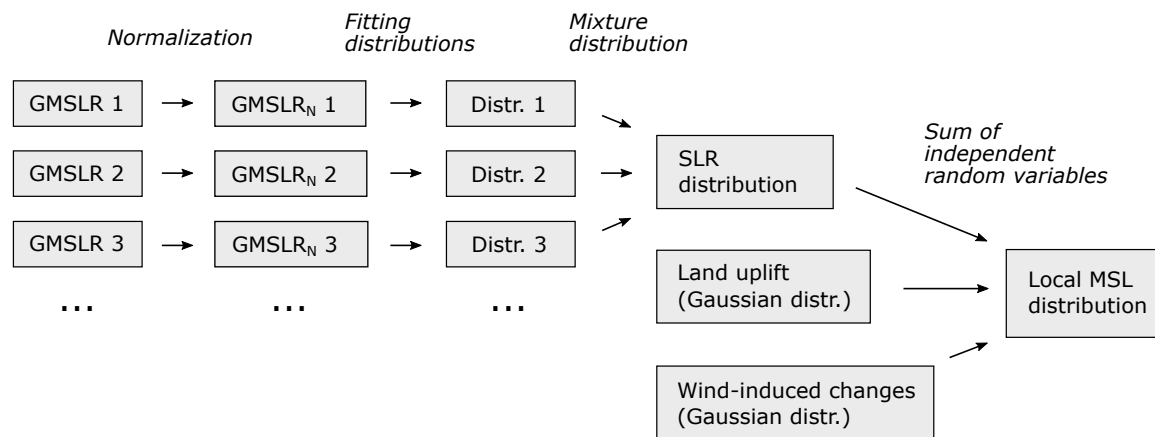 Normalization
Fitting
distributions
Mixture
distribution
GMSLR 1
GMSLR_N 1
Distr. 1
GMSLR 2
GMSLR_N 2
Distr. 2
GMSLR 3
GMSLR_N 3
Distr. 3
...
...
...
SLR
distribution
Sum of
independent
random variables
Land uplift
(Gaussian distr.)
Wind-induced changes
(Gaussian distr.)
Local MSL
distribution